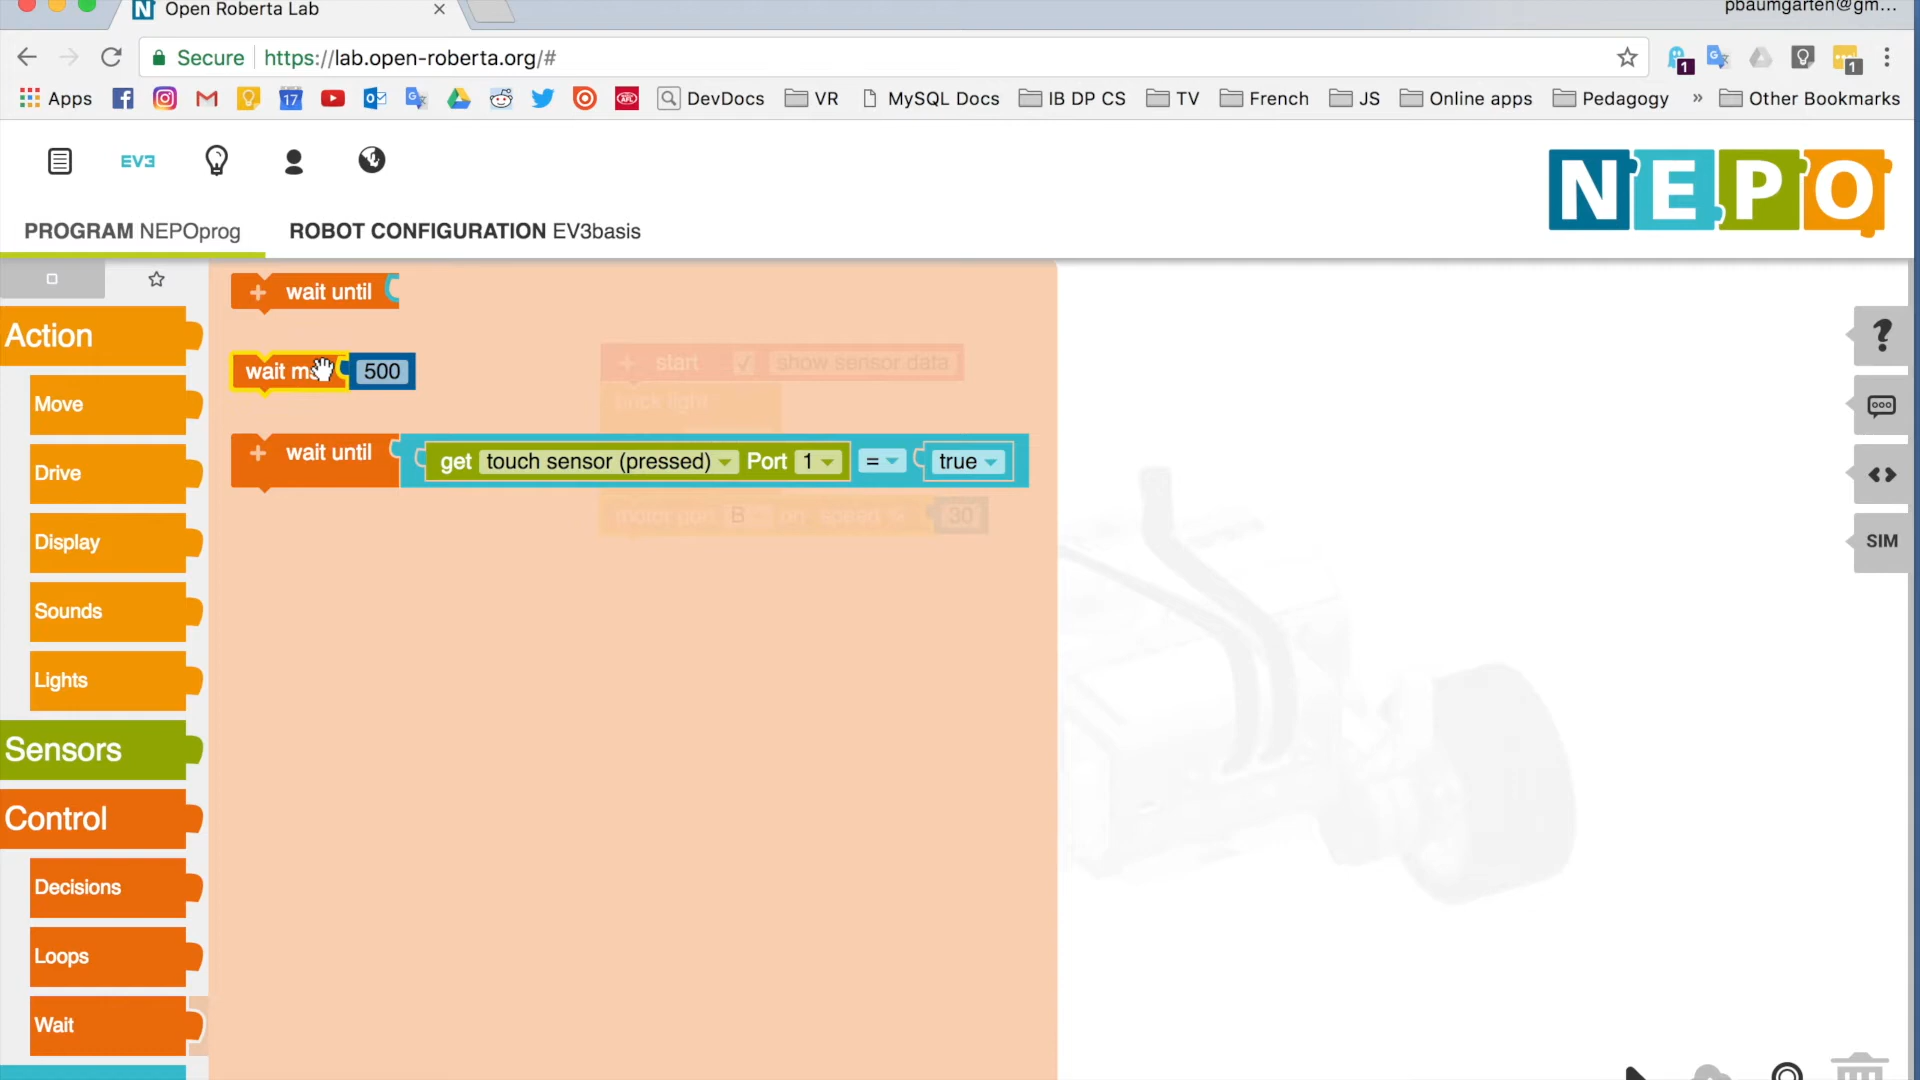 Open Roberta Lab
pbaumgarten@gm...
Secure https://lab.open-roberta.org/#
1 1
Apps 17 DevDocs VR MySQL Docs IB DP CS TV French JS Online apps Pedagogy » Other Bookmarks
EV3
NEPO
PROGRAM NEPOprog ROBOT CONFIGURATION EV3basis
+ wait until
Action
wait m 500
+ start ✓ show sensor data
Move
+ wait until get touch sensor (pressed) Port 1 = true
Drive
motor port B on speed % 30
Display
SIM
Sounds
Lights
Sensors
Control
Decisions
Loops
Wait